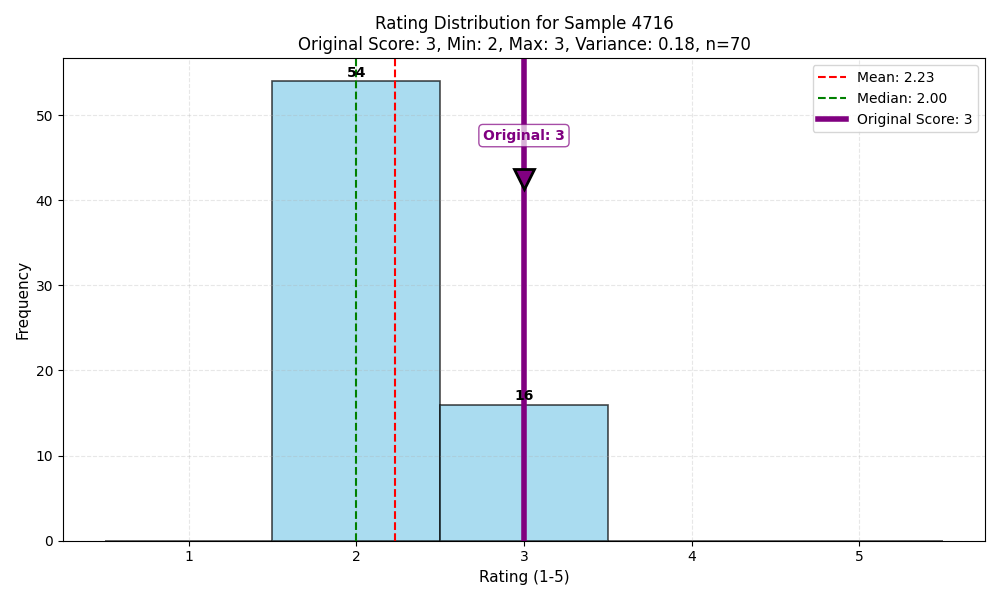 Rating Distribution for Sample 4716
Original Score: 3, Min: 2, Max: 3, Variance: 0.18, n=70
Mean: 2.23
Median: 2.00
Original Score: 3
54
Original: 3
16
Frequency
50
40
30
20
10
0
1 2 3 4 5
Rating (1-5)